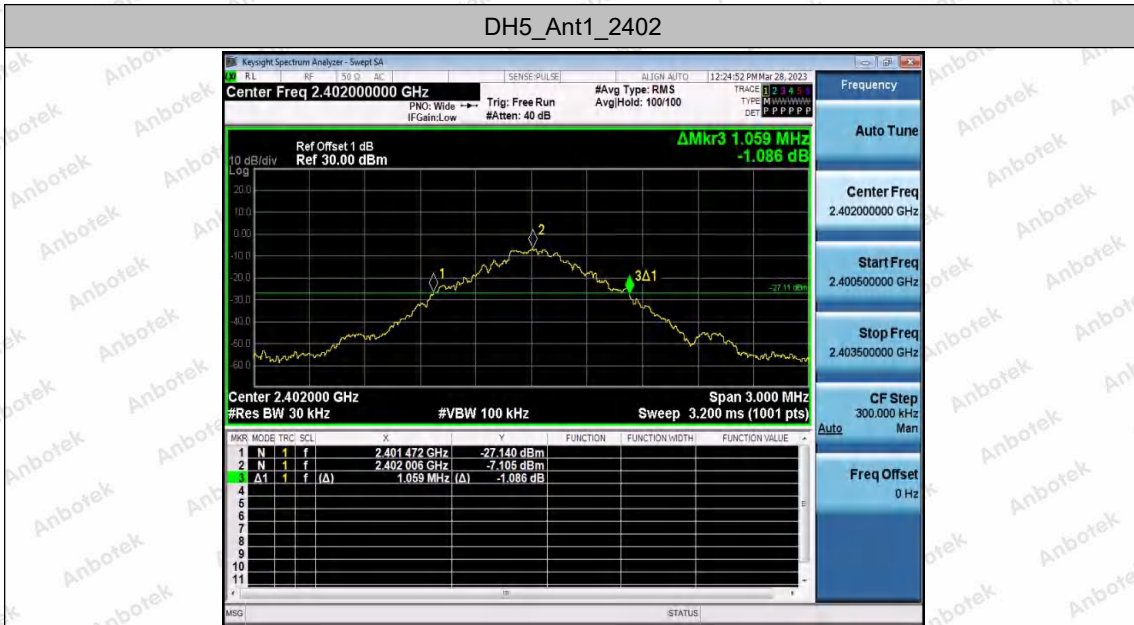 DH5_Ant1_2402
Keysight Spectrum Analyzer - Swept SA
RL RF 50 Ω AC SENSE:PULSE ALIGN AUTO 12:24:52 PM Mar 28, 2023
Center Freq 2.402000000 GHz
PNO: Wide
IFGain:Low
Trig: Free Run
#Atten: 40 dB
#Avg Type: RMS
Avg|Hold: 100/100
TRACE 1 2 3 4 5 6
TYPE M WWWWW
DET P P P P P P
Frequency
Auto Tune
Center Freq
2.402000000 GHz
Start Freq
2.400500000 GHz
Stop Freq
2.403500000 GHz
CF Step
300.000 kHz
Auto Man
Freq Offset
0 Hz
ΔMkr3 1.059 MHz
-1.086 dB
Ref Offset 1 dB
10 dB/div Ref 30.00 dBm
Log
20.0
10.0
0.00
-10.0
-20.0
-30.0
-40.0
-50.0
-60.0
1
2
3Δ1
-27.11 dBm
Center 2.402000 GHz Span 3.000 MHz
#Res BW 30 kHz #VBW 100 kHz Sweep 3.200 ms (1001 pts)
MKR MODE TRC SCL X Y FUNCTION FUNCTION WIDTH FUNCTION VALUE
1 N 1 f 2.401 472 GHz -27.140 dBm
2 N 1 f 2.402 006 GHz -7.105 dBm
3 Δ1 1 f (Δ) 1.059 MHz (Δ) -1.086 dB
4
5
6
7
8
9
10
11
MSG STATUS
Anbotek